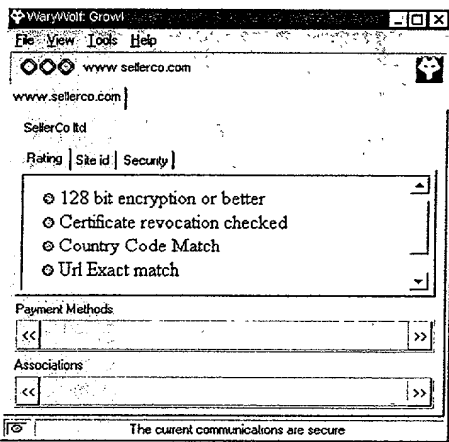 WaryWolf: Growl
File View Tools Help
www sellerco.com
www.sellerco.com
SellerCo ltd
Rating Site id Security
128 bit encryption or better
Certificate revocation checked
Country Code Match
Url Exact match
Payment Methods
<< >>
Associations
<< >>
The current communications are secure